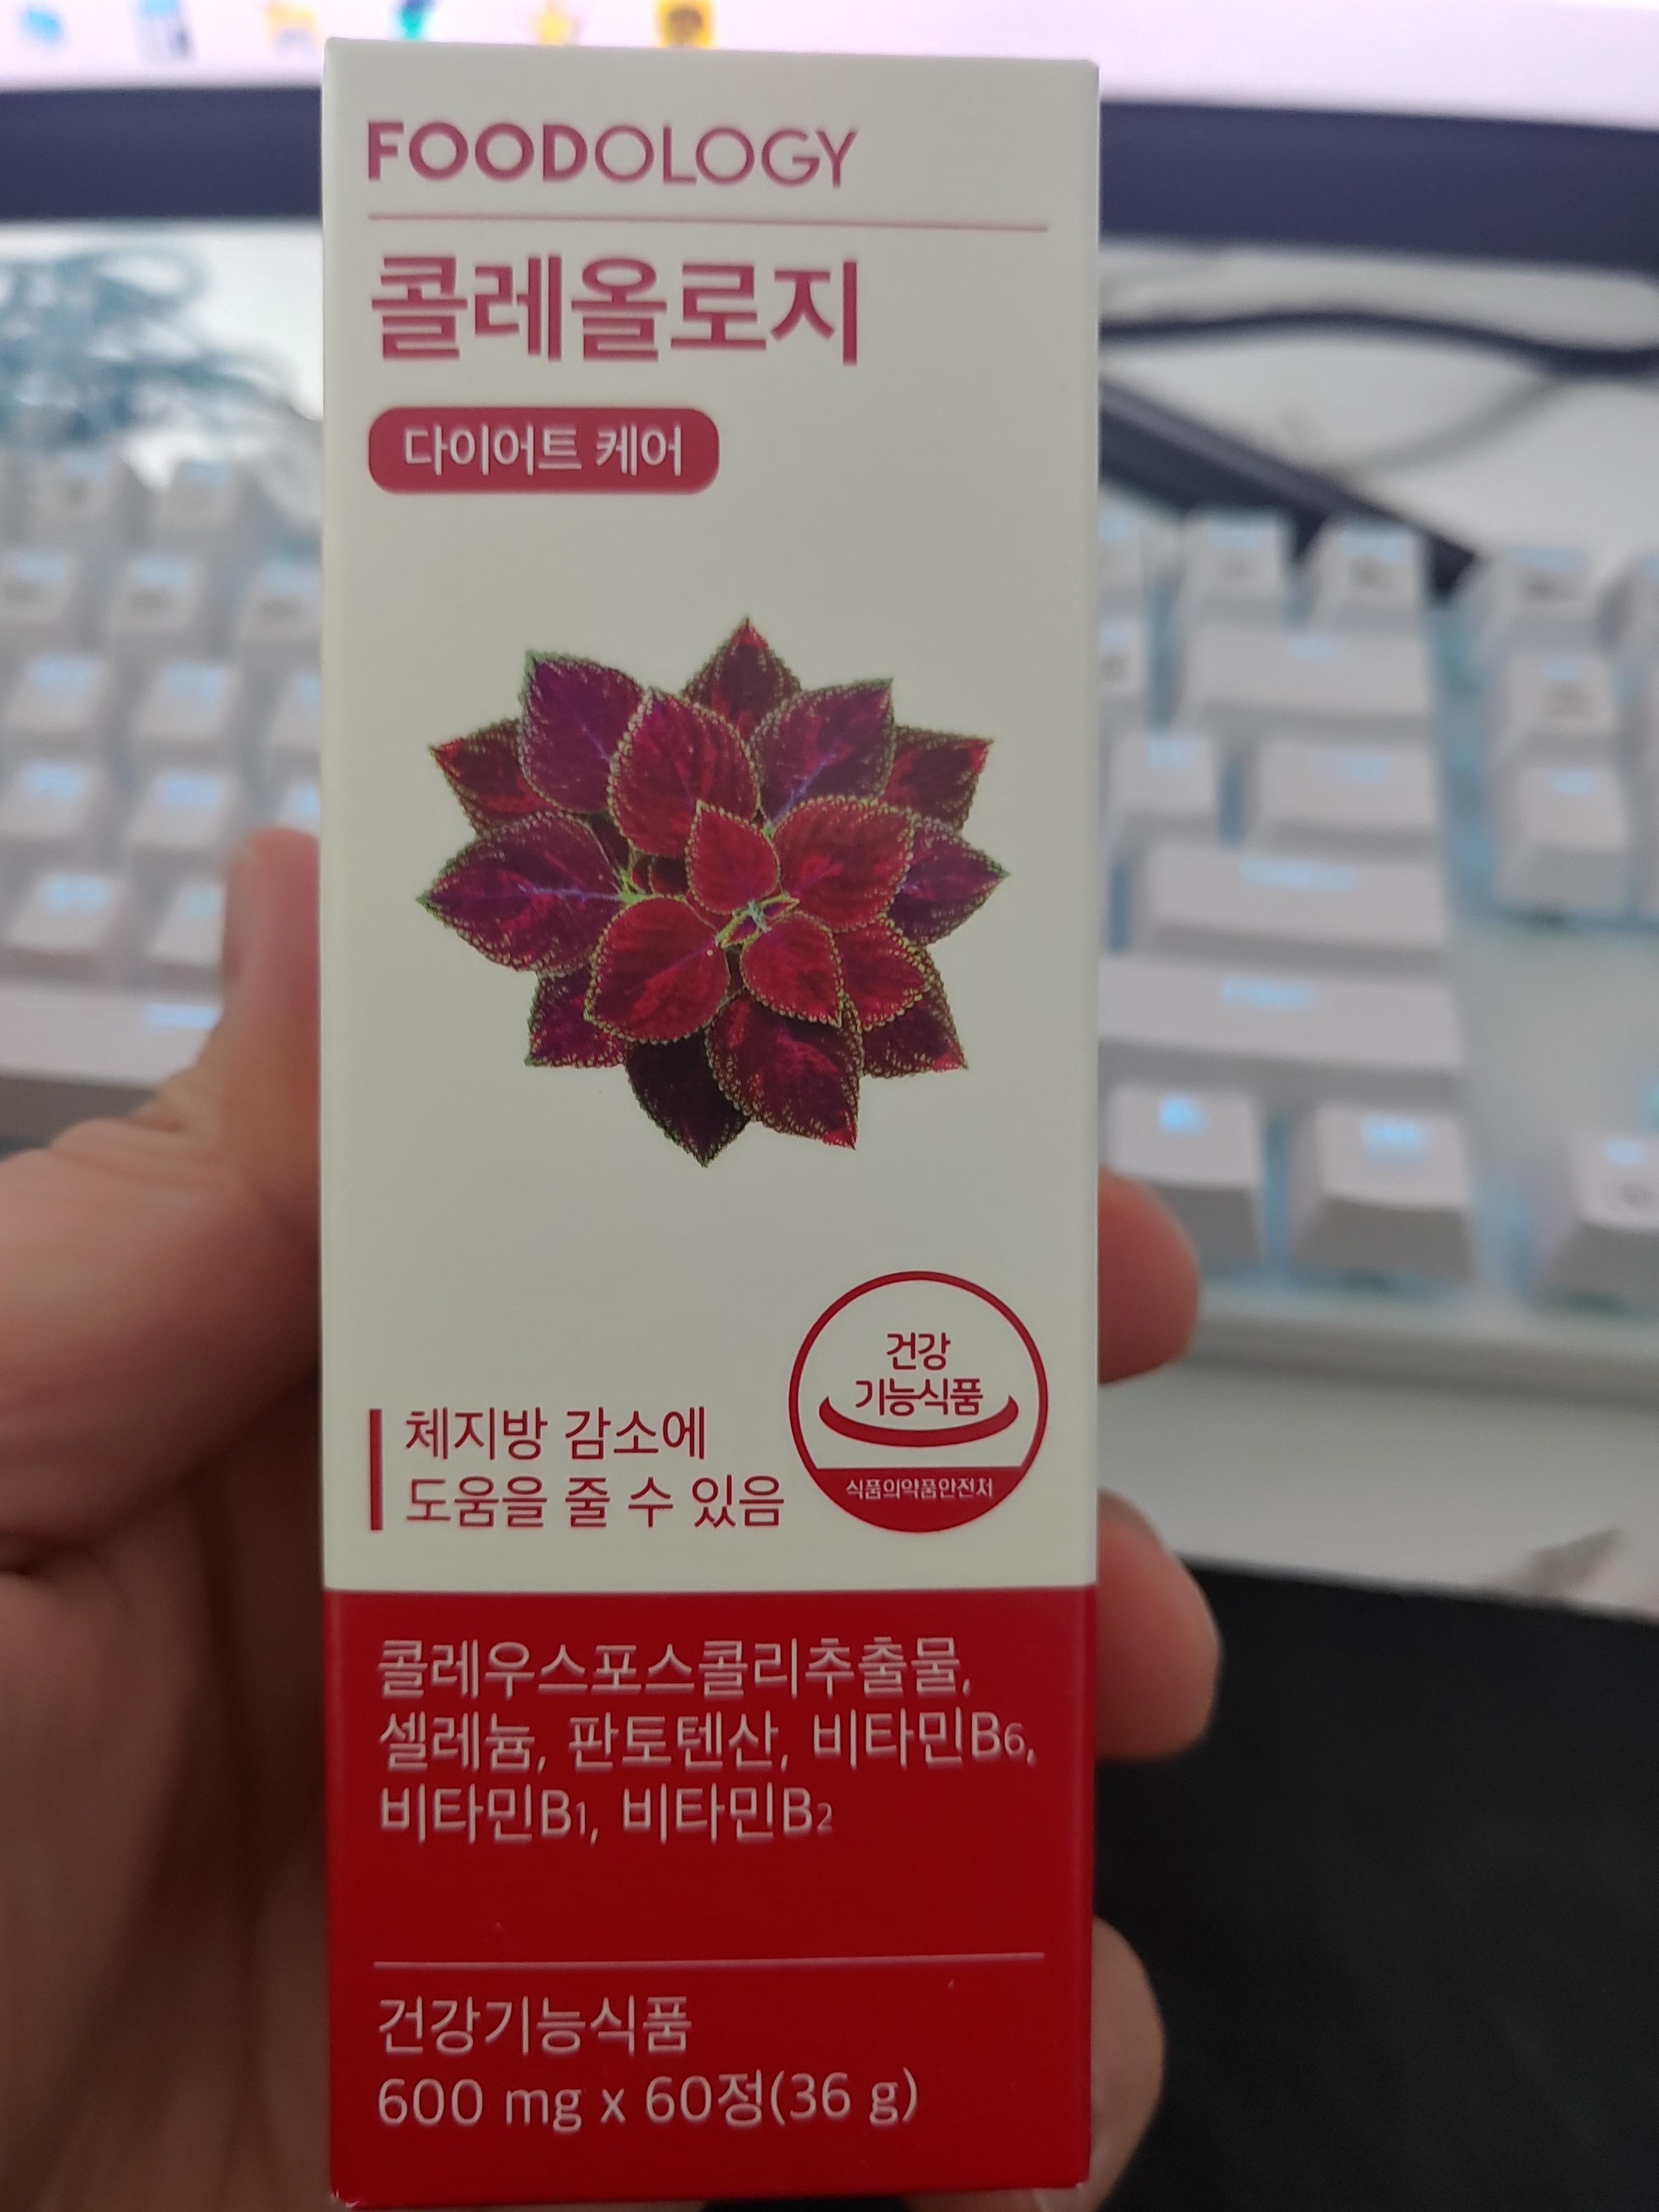 FOODOLOGY
콜레올로지
다이어트 케어
체지방 감소에
도움을 줄 수 있음
건강
기능식품
식품의약품안전처
콜레우스포스콜리추출물,
셀레늄, 판토텐산, 비타민B6,
비타민B1, 비타민B2
건강기능식품
600 mg x 60정(36 g)